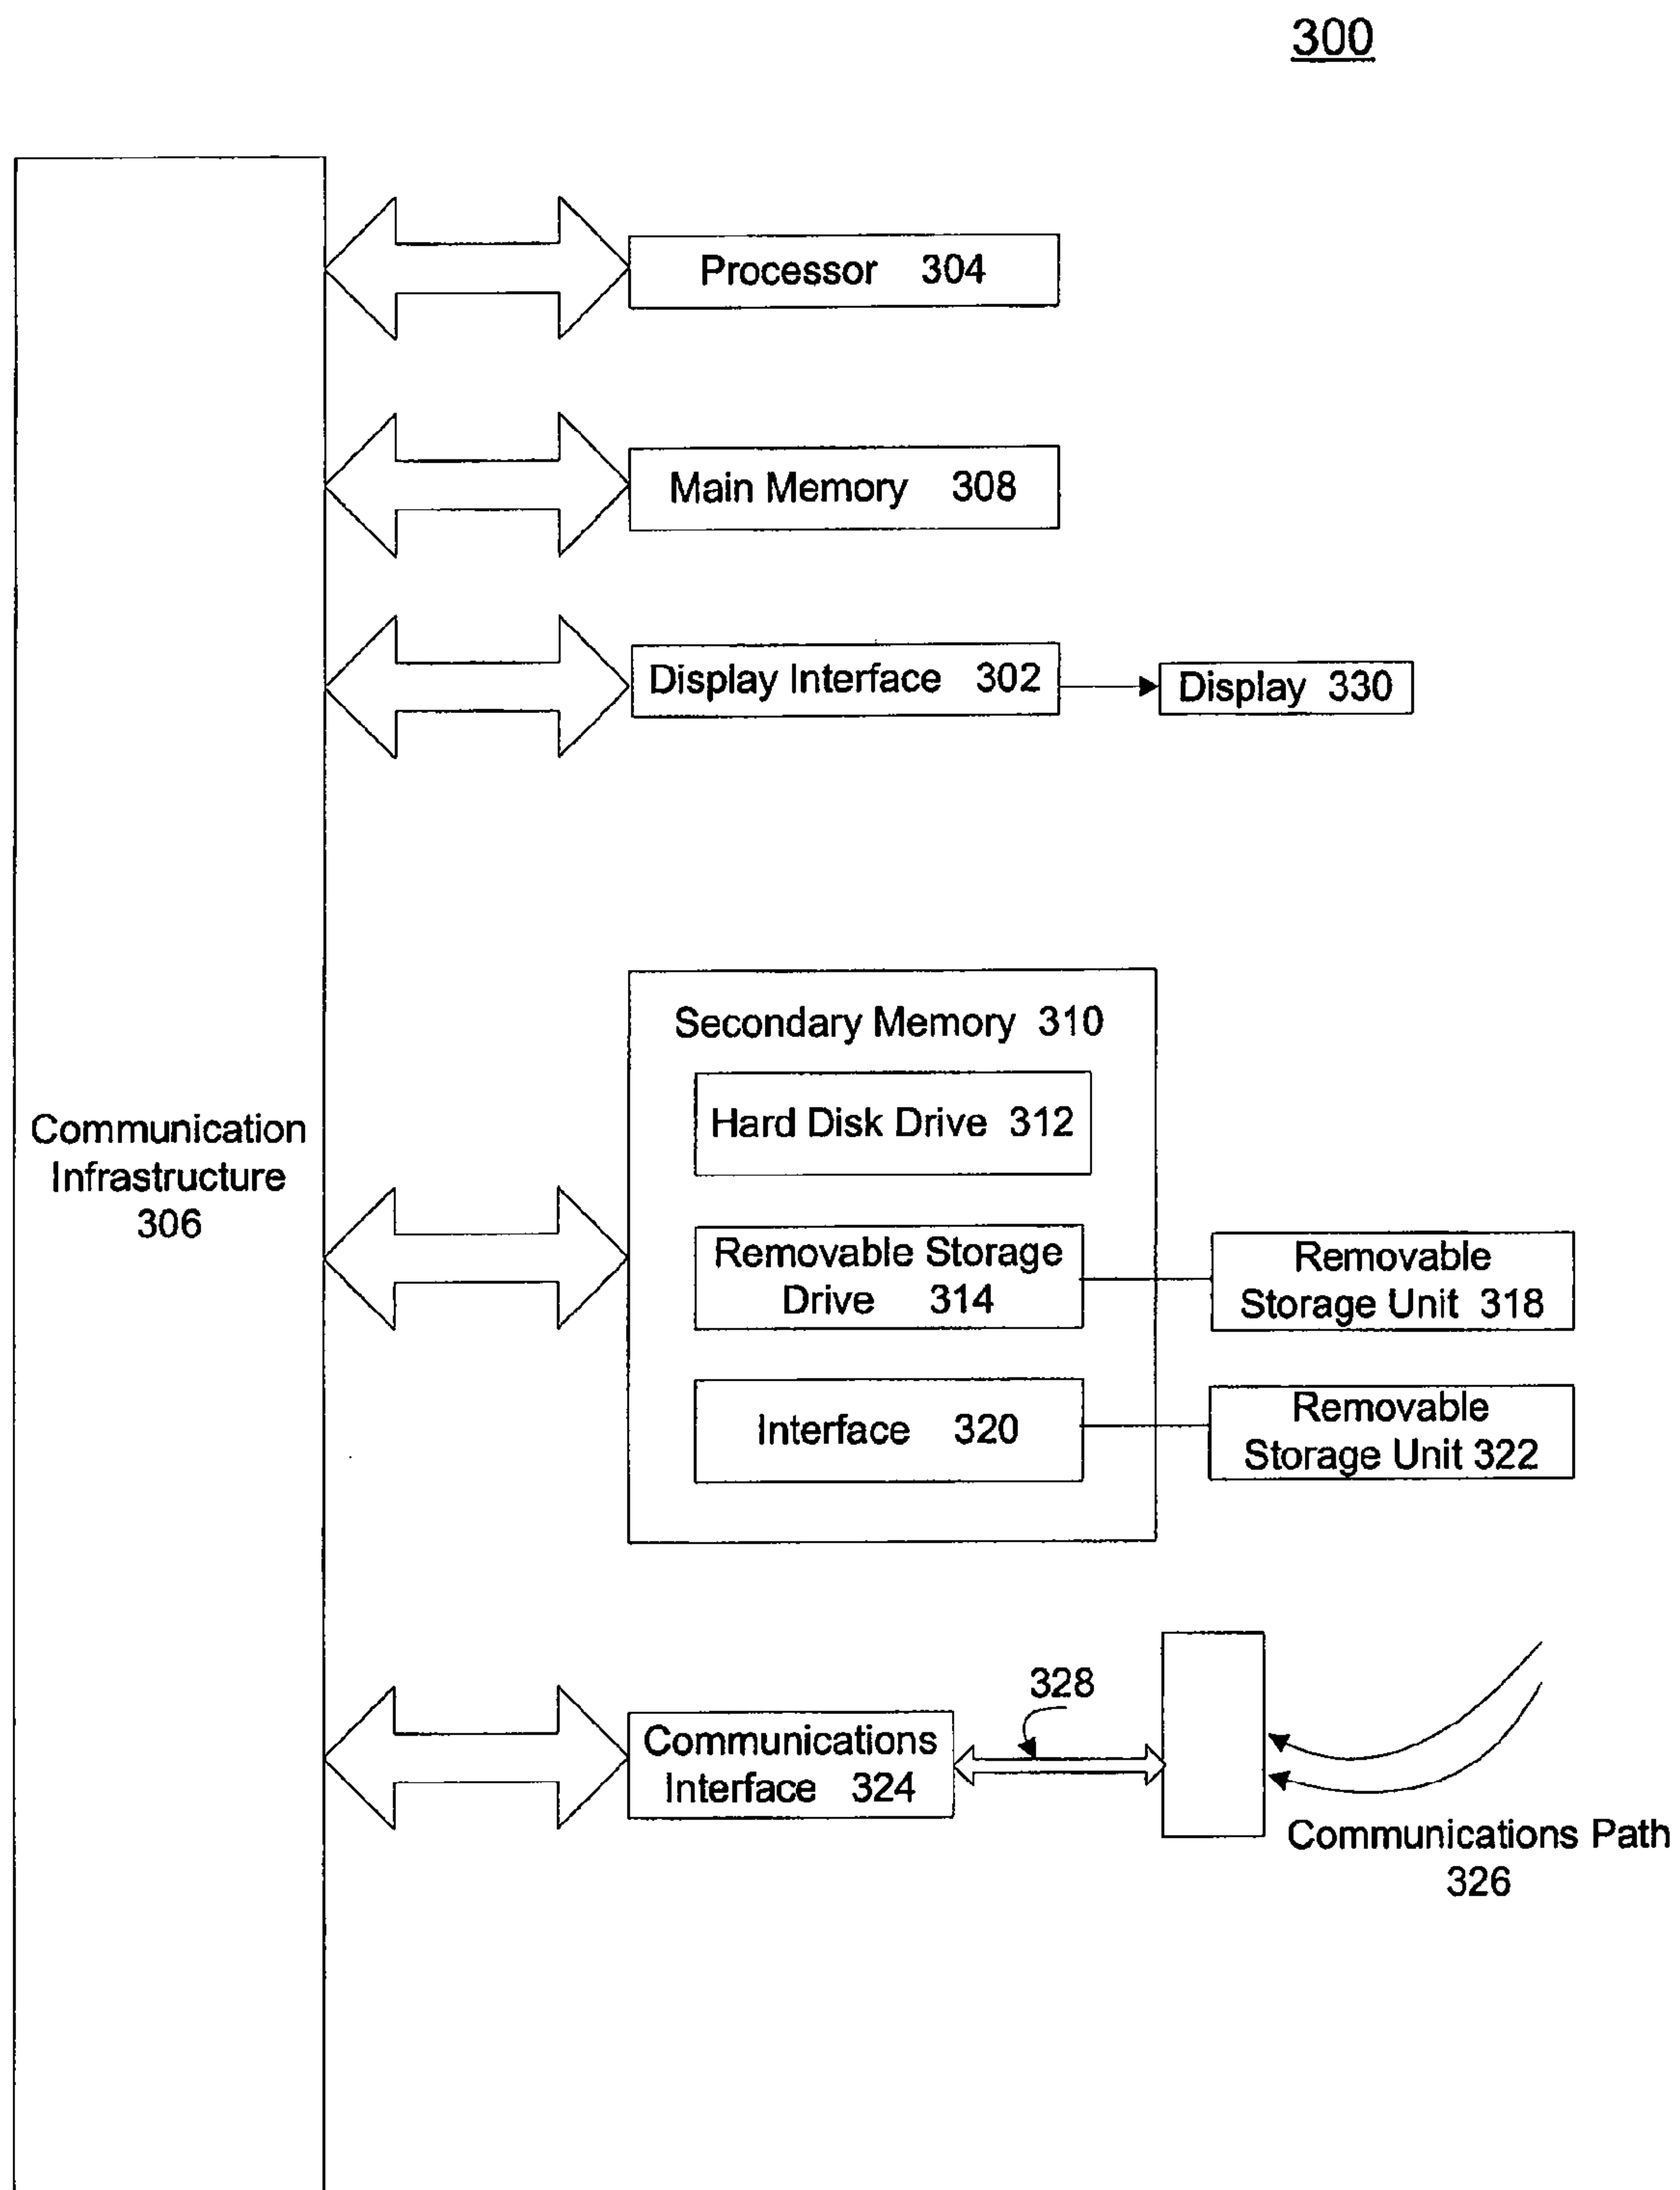 300
Processor 304
Main Memory 308
Display Interface 302
Display 330
Secondary Memory 310
Hard Disk Drive 312
Communication
Infrastructure
306
Removable Storage
Drive 314
Removable
Storage Unit 318
Interface 320
Removable
Storage Unit 322
328
Communications
Interface 324
Communications Path
326